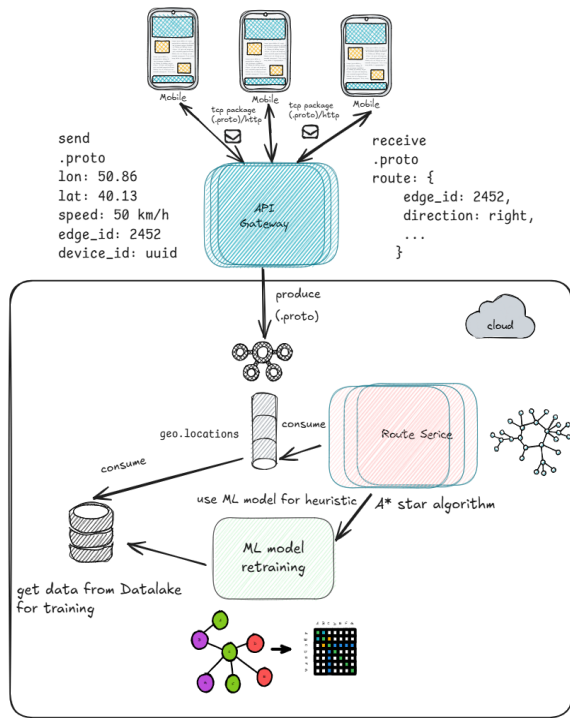 Mobile
Mobile
Mobile
tcp package
(.proto)/http
tcp package
(.proto)/http
send
.proto
lon: 50.86
lat: 40.13
speed: 50 km/h
edge_id: 2452
device_id: uuid
API
Gateway
receive
.proto
route: {
edge_id: 2452,
direction: right,
...
}
produce
(.proto)
cloud
geo.locations
consume
Route Serice
consume
use ML model for heuristic
A* star algorithm
ML model
retraining
get data from Datalake
for training